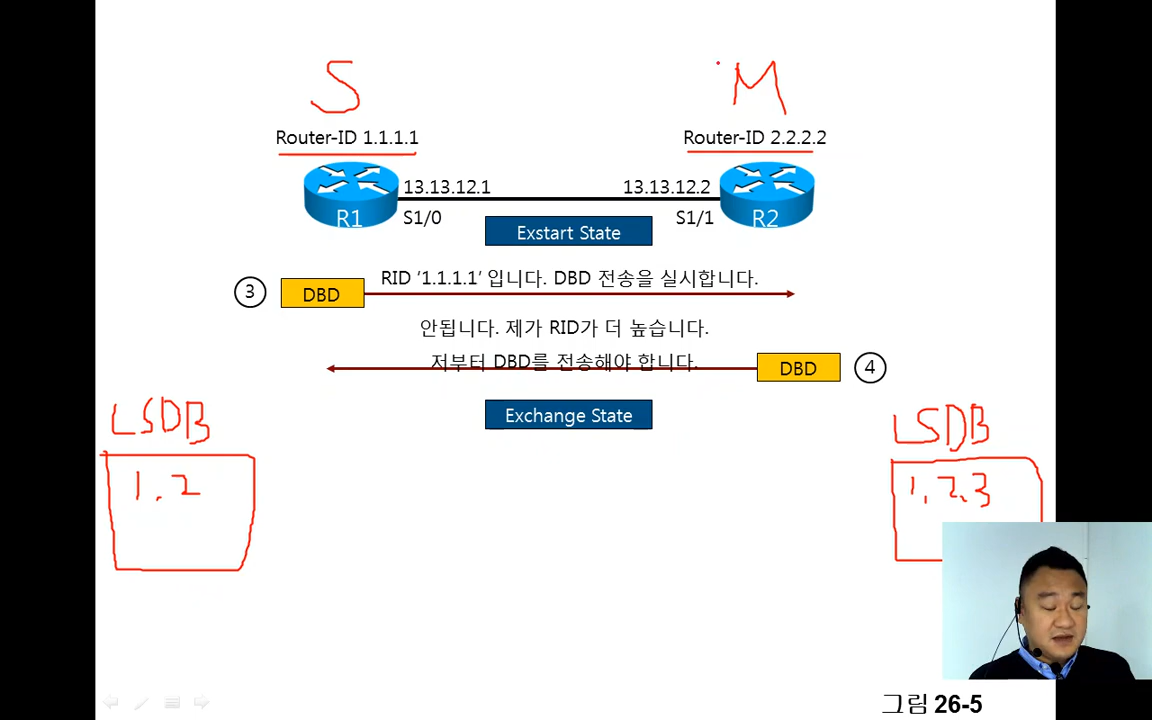 S
M
Router-ID 1.1.1.1
Router-ID 2.2.2.2
13.13.12.1
13.13.12.2
R1
S1/0
S1/1
R2
Exstart State
③
DBD
RID '1.1.1.1' 입니다. DBD 전송을 실시합니다.
안됩니다. 제가 RID가 더 높습니다.
저부터 DBD를 전송해야 합니다.
DBD
④
Exchange State
LSDB
LSDB
1.2
1.2.3
그림 26-5